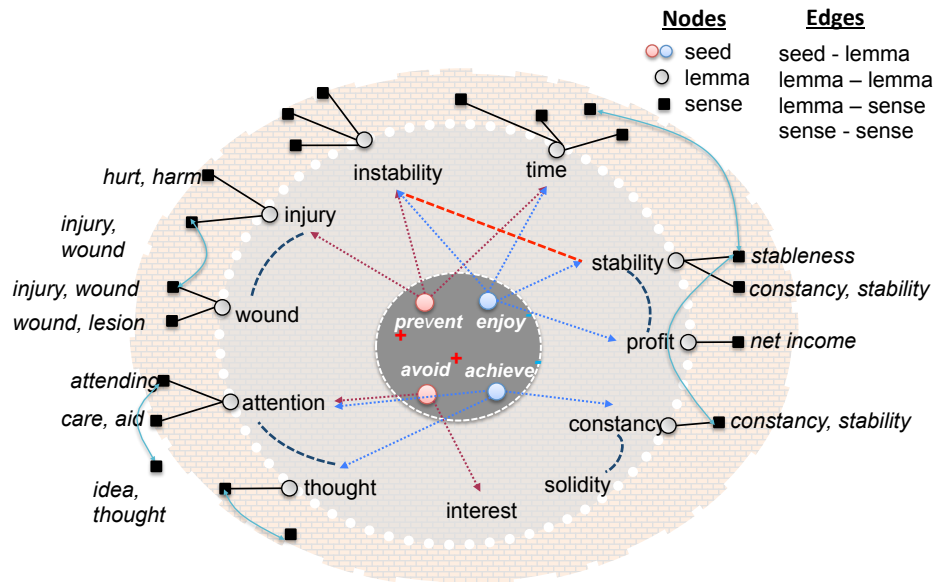 Nodes Edges
seed seed - lemma
lemma lemma – lemma
sense lemma – sense
sense - sense
instability time
hurt, harm
injury
injury,
wound
stability stableness
injury, wound constancy, stability
wound, lesion wound
prevent enjoy
+
profit net income
+
avoid achieve
attending
attention
care, aid
constancy constancy, stability
idea,
thought
thought solidity
interest